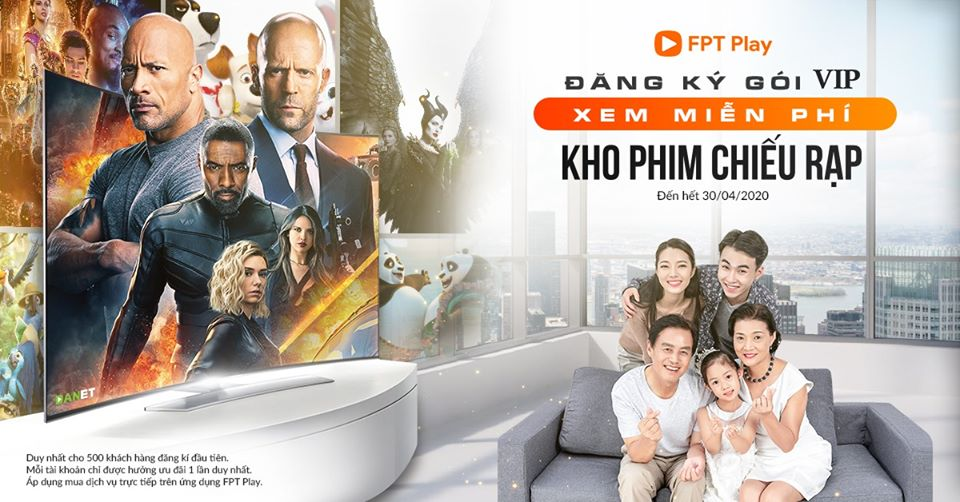 FPT Play
ĐĂNG KÝ GÓI VIP
XEM MIỄN PHÍ
KHO PHIM CHIẾU RẠP
Đến hết 30/04/2020
DANET
Duy nhất cho 500 khách hàng đăng kí đầu tiên.
Mỗi tài khoản chỉ được hưởng ưu đãi 1 lần duy nhất.
Áp dụng mua dịch vụ trực tiếp trên ứng dụng FPT Play.